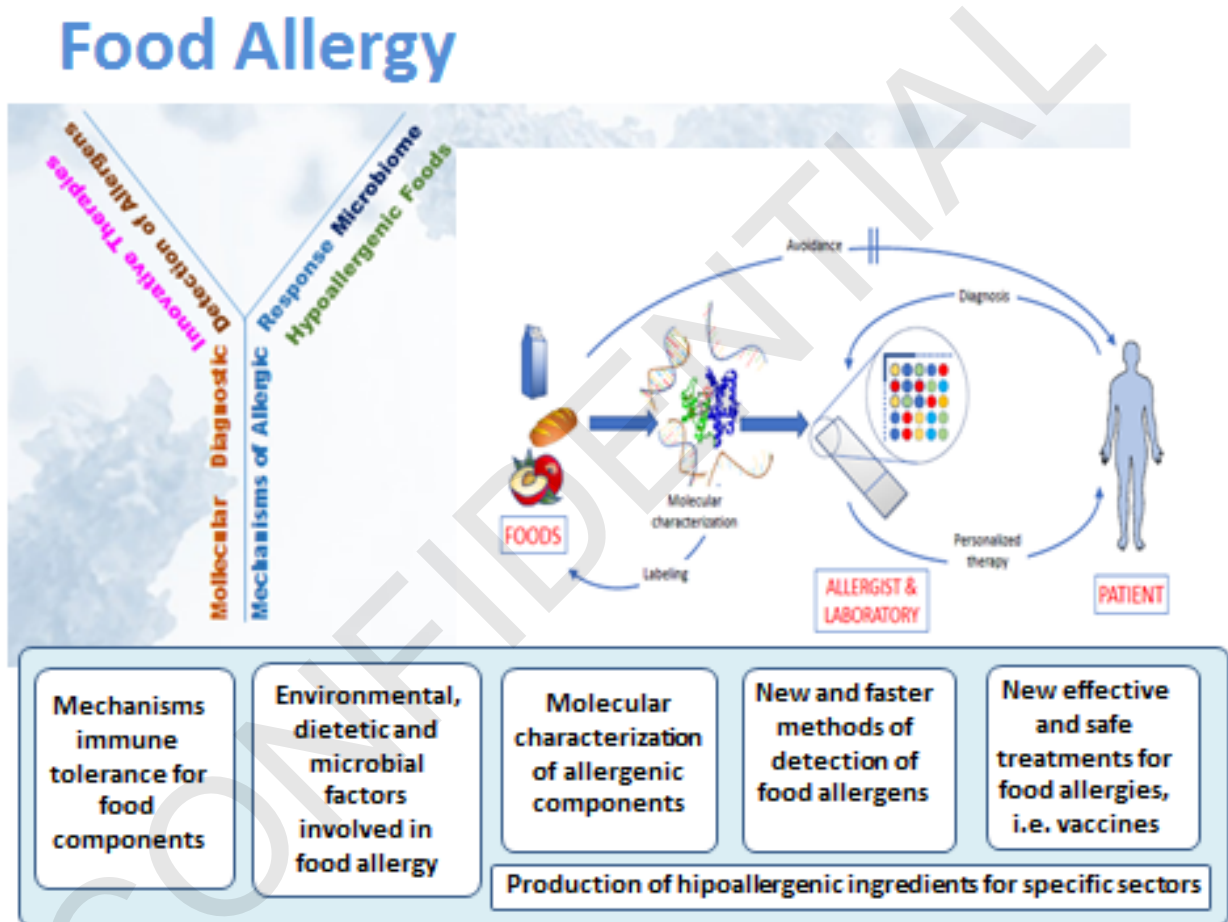 Food Allergy
Innovative Therapies
Detection of Allergens
Response Microbiome
Hypoallergenic Foods
Molecular Diagnostic
Mechanisms of Allergic
Avoidance
Diagnosis
Molecular
characterization
Labeling
Personalized
therapy
FOODS
ALLERGIST &
LABORATORY
PATIENT
Mechanisms
immune
tolerance for
food
components
Environmental,
dietetic and
microbial
factors
involved in
food allergy
Molecular
characterization
of allergenic
components
New and faster
methods of
detection of
food allergens
New effective
and safe
treatments for
food allergies,
i.e. vaccines
Production of hipoallergenic ingredients for specific sectors
CONFIDENTIAL